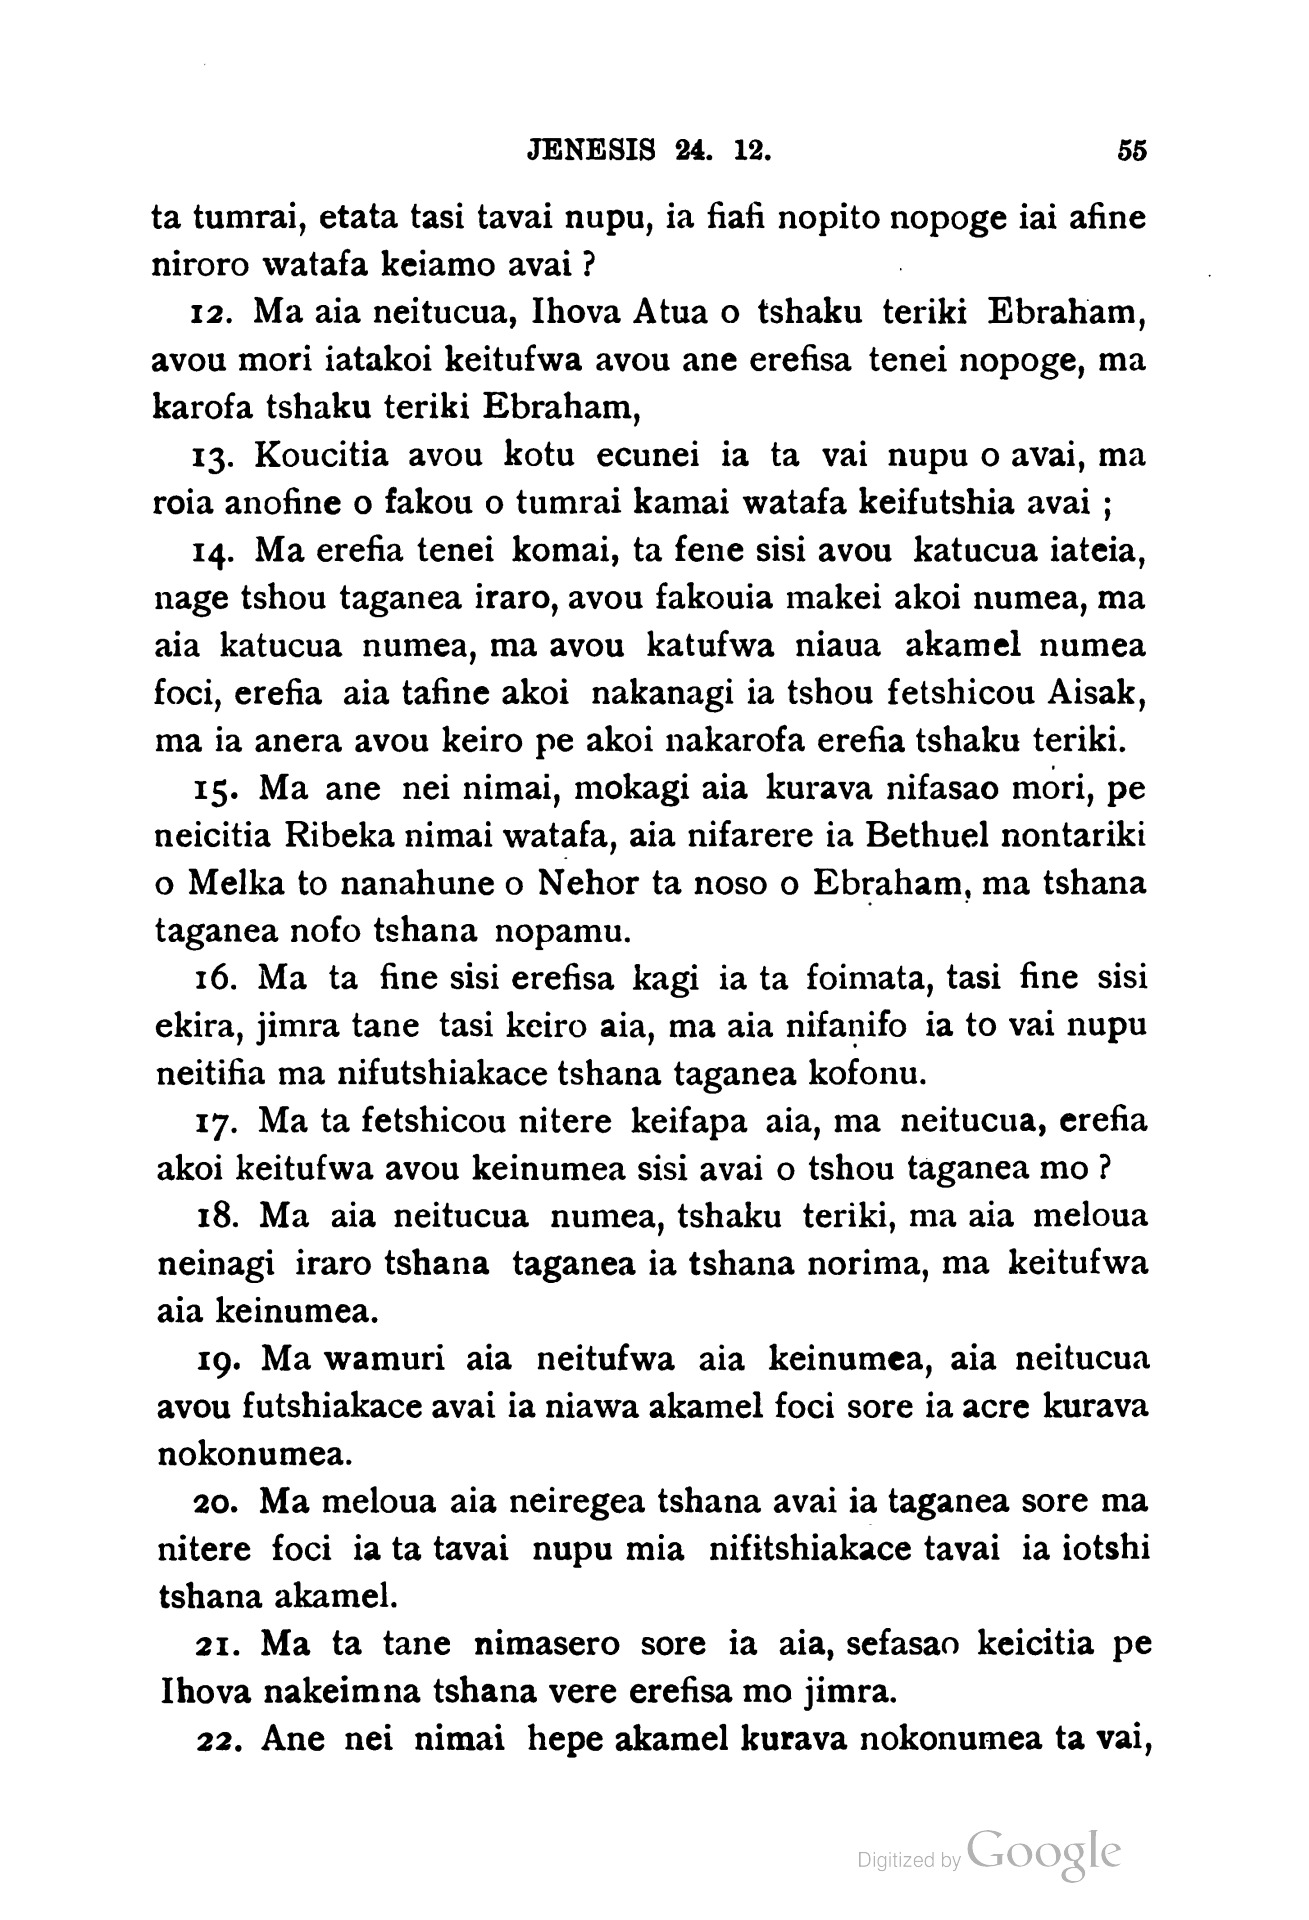 JENESIS 24. 12. 55
ta tumrai, etata tasi tavai nupu, ia fiafi nopito nopoge iai afine
niroro watafa keiamo avai ?
12. Ma aia neitucua, Ihova Atua o tshaku teriki Ebraham,
avou mori iatakoi keitufwa avou ane erefisa tenei nopoge, ma
karofa tshaku teriki Ebraham,
13. Koucitia avou kotu ecunei ia ta vai nupu o avai, ma
roia anofine o fakou o tumrai kamai watafa keifutshia avai ;
14. Ma erefia tenei komai, ta fene sisi avou katucua iateia,
nage tshou taganea iraro, avou fakouia makei akoi numea, ma
aia katucua numea, ma avou katufwa niaua akamel numea
foci, erefia aia tafine akoi nakanagi ia tshou fetshicou Aisak,
ma ia anera avou keiro pe akoi nakarofa erefia tshaku teriki.
15. Ma ane nei nimai, mokagi aia kurava nifasao mori, pe
neicitia Ribeka nimai watafa, aia nifarere ia Bethuel nontariki
o Melka to nanahune o Nehor ta noso o Ebraham, ma tshana
taganea nofo tshana nopamu.
16. Ma ta fine sisi erefisa kagi ia ta foimata, tasi fine sisi
ekira, jimra tane tasi keiro aia, ma aia nifanifo ia to vai nupu
neitifia ma nifutshiakace tshana taganea kofonu.
17. Ma ta fetshicou nitere keifapa aia, ma neitucua, erefia
akoi keitufwa avou keinumea sisi avai o tshou taganea mo ?
18. Ma aia neitucua numea, tshaku teriki, ma aia meloua
neinagi iraro tshana taganea ia tshana norima, ma keitufwa
aia keinumea.
19. Ma wamuri aia neitufwa aia keinumea, aia neitucua
avou futshiakace avai ia niawa akamel foci sore ia acre kurava
nokonumea.
20. Ma meloua aia neiregea tshana avai ia taganea sore ma
nitere foci ia ta tavai nupu mia nifitshiakace tavai ia iotshi
tshana akamel.
21. Ma ta tane nimasero sore ia aia, sefasao keicitia pe
Ihova nakeimna tshana vere erefisa mo jimra.
22. Ane nei nimai hepe akamel kurava nokonumea ta vai,
Digitized by Google